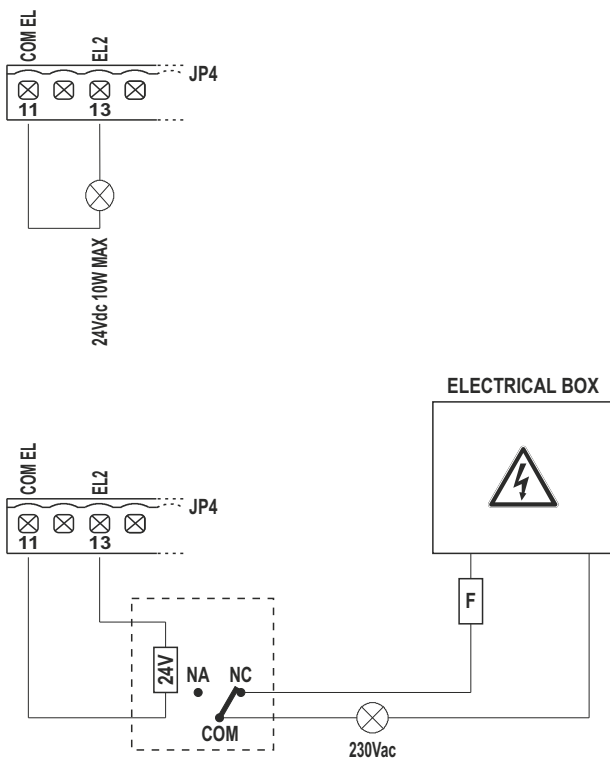 COM EL
EL2
JP4
11
13
24Vdc 10W MAX
ELECTRICAL BOX
COM EL
EL2
JP4
11
13
F
24V
NA
NC
COM
230Vac